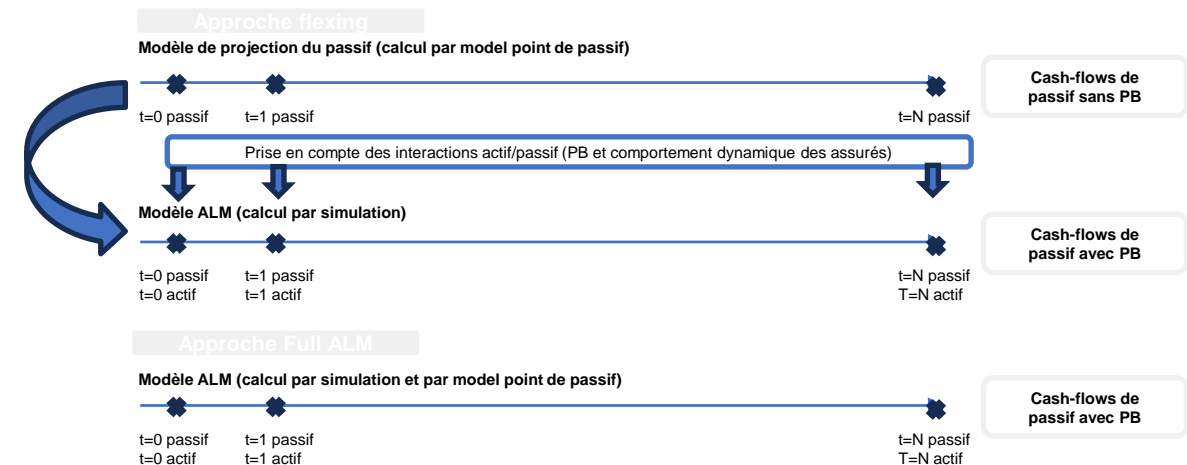 Approche flexing
Modèle de projection du passif (calcul par model point de passif)
t=0 passif
t=1 passif
t=N passif
Cash-flows de
passif sans PB
Prise en compte des interactions actif/passif (PB et comportement dynamique des assurés)
Modèle ALM (calcul par simulation)
t=0 passif
t=0 actif
t=1 passif
t=1 actif
t=N passif
T=N actif
Cash-flows de
passif avec PB
Approche Full ALM
Modèle ALM (calcul par simulation et par model point de passif)
t=0 passif
t=0 actif
t=1 passif
t=1 actif
t=N passif
T=N actif
Cash-flows de
passif avec PB